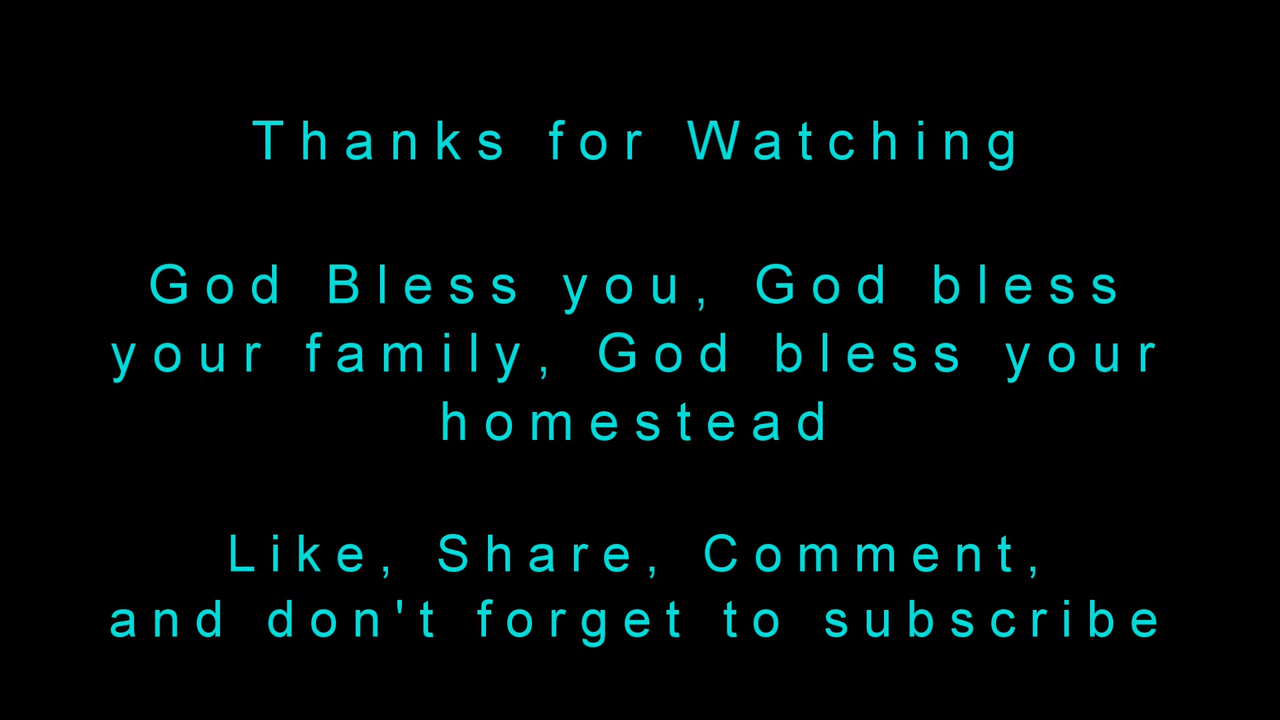 Thanks for Watching
God Bless you, God bless
your family, God bless your
homestead
Like, Share, Comment,
and don't forget to subscribe